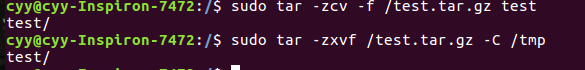 cyy@cyy-Inspiron-7472:/$ sudo tar -zcv -f /test.tar.gz test
test/
cyy@cyy-Inspiron-7472:/$ sudo tar -zxvf /test.tar.gz -C /tmp
test/